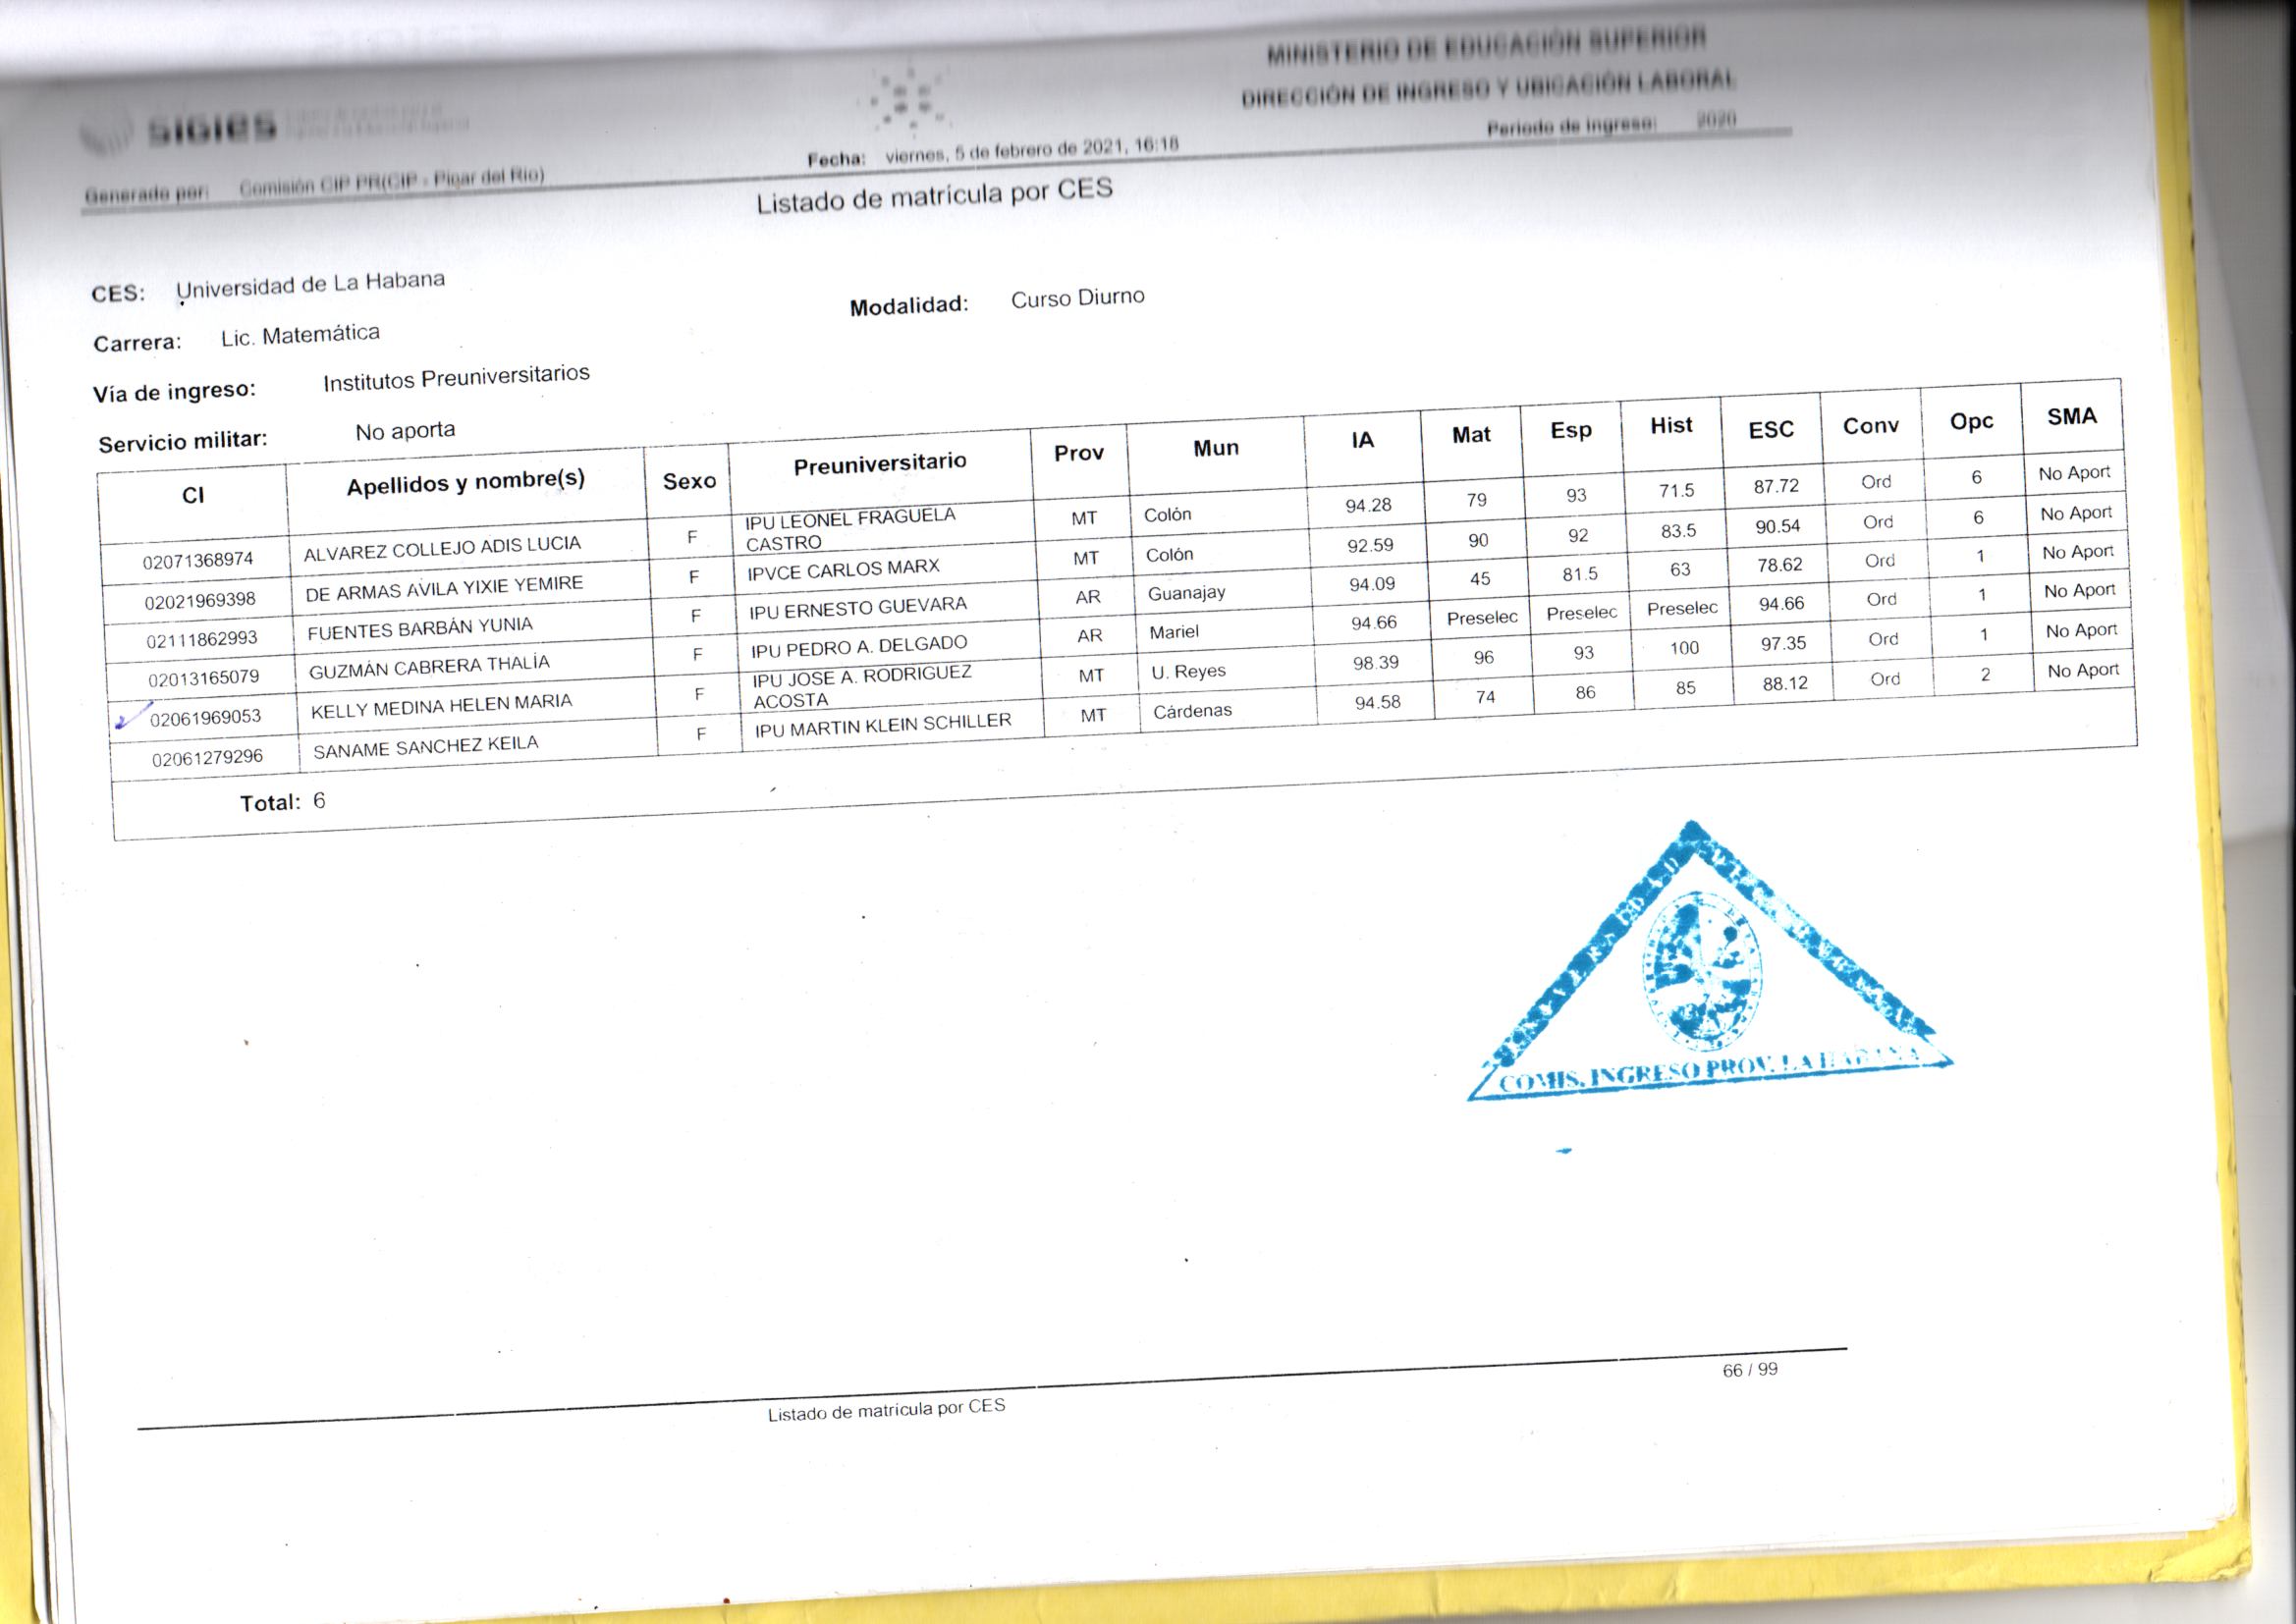 MINISTERIO DE EDUCACIÓN SUPERIOR
SIGIES
DIRECCIÓN DE INGRESO Y UBICACIÓN LABORAL
Periodo de ingreso: 2020
Generado por: Comisión CIP PR(CIP - Pinar del Rio)
Fecha: viernes, 5 de febrero de 2021, 16:18
Listado de matrícula por CES
CES: Universidad de La Habana
Carrera: Lic. Matemática
Modalidad: Curso Diurno
Vía de ingreso: Institutos Preuniversitarios
Servicio militar: No aporta
CI Apellidos y nombre(s) Sexo Preuniversitario Prov Mun IA Mat Esp Hist ESC Conv Opc SMA
02071368974 ALVAREZ COLLEJO ADIS LUCIA F IPU LEONEL FRAGUELA CASTRO MT Colón 94.28 79 93 71.5 87.72 Ord 6 No Aport
02021969398 DE ARMAS AVILA YIXIE YEMIRE F IPVCE CARLOS MARX MT Colón 92.59 90 92 83.5 90.54 Ord 6 No Aport
02111862993 FUENTES BARBÁN YUNIA F IPU ERNESTO GUEVARA AR Guanajay 94.09 45 81.5 63 78.62 Ord 1 No Aport
02013165079 GUZMÁN CABRERA THALÍA F IPU PEDRO A. DELGADO AR Mariel 94.66 Preselec Preselec Preselec 94.66 Ord 1 No Aport
02061969053 KELLY MEDINA HELEN MARIA F IPU JOSE A. RODRIGUEZ ACOSTA MT U. Reyes 98.39 96 93 100 97.35 Ord 1 No Aport
02061279296 SANAME SANCHEZ KEILA F IPU MARTIN KLEIN SCHILLER MT Cárdenas 94.58 74 86 85 88.12 Ord 2 No Aport
Total: 6
COMIS. INGRESO PROV. LA HABANA
66 / 99
Listado de matrícula por CES